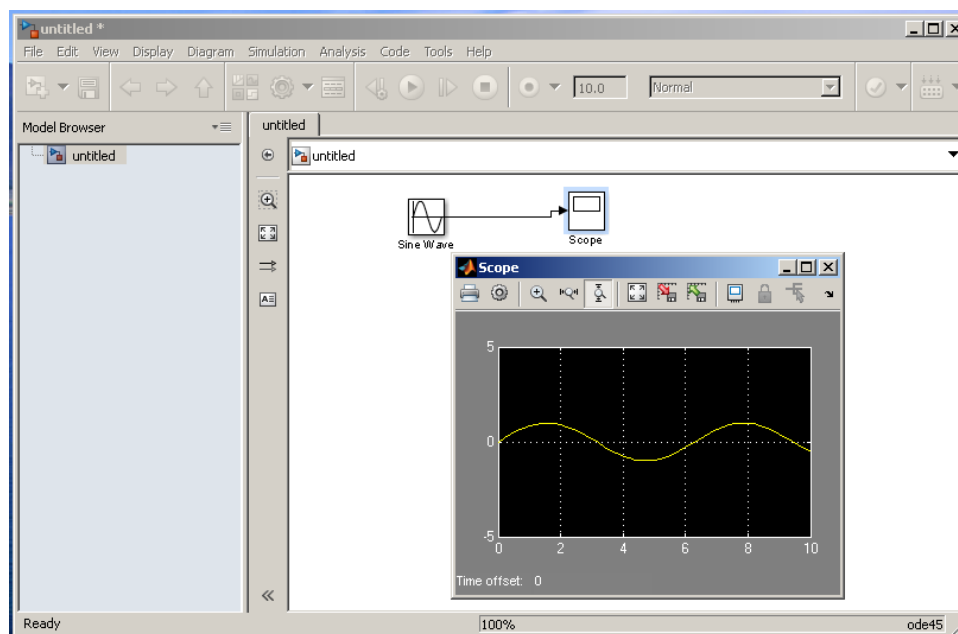 untitled *
File Edit View Display Diagram Simulation Analysis Code Tools Help
10.0 Normal
Model Browser
untitled
untitled
untitled
Sine Wave
Scope
Scope
5
0
-5
0 2 4 6 8 10
Time offset: 0
Ready 100% ode45